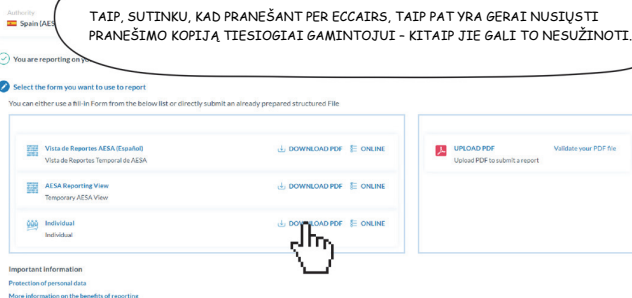 Authority
TAIP, SUTINKU, KAD PRANEŠANT PER ECCAIRS, TAIP PAT YRA GERAI NUSIŲSTI
PRANEŠIMO KOPIJĄ TIESIOGIAI GAMINTOJUI – KITAIP JIE GALI TO NESUŽINOTI.
Spain (AES
You are reporting on y
Select the form you want to use to report
You can either use a fill-in Form from the below list or directly submit an already prepared structured File
Vista de Reportes AESA (Español) DOWNLOAD PDF ONLINE
Vista de Reportes Temporal de AESA
AESA Reporting View DOWNLOAD PDF ONLINE
Temporary AESA View
Individual DOWNLOAD PDF ONLINE
Individual
UPLOAD PDF Validate your PDF file
Upload PDF to submit a report
Important information
Protection of personal data
More information on the benefits of reporting